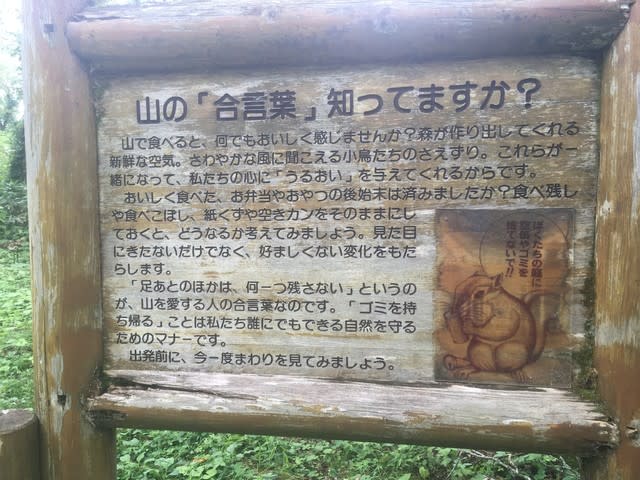 山の「合言葉」知ってますか？
山で食べると、何でもおいしく感じませんか？森が作り出してくれる
新鮮な空気。さわやかな風に聞こえる小鳥たちのさえずり。これらが一
緒になって、私たちの心に「うるおい」を与えてくれるからです。
おいしく食べた、お弁当やおやつの後始末は済みましたか？食べ残し
や食べこぼし、紙くずや空きカンをそのままにし
ておくと、どうなるか考えてみましょう。見た目
にきたないだけでなく、好ましくない変化をもた
らします。
「足あとのほかは、何一つ残さない」というの
が、山を愛する人の合言葉なのです。「ゴミを持
ち帰る」ことは私たち誰にでもできる自然を守る
ためのマナーです。
出発前に、今一度まわりを見てみましょう。
ぼくたちの庭に
空缶やゴミを
捨てないで!!